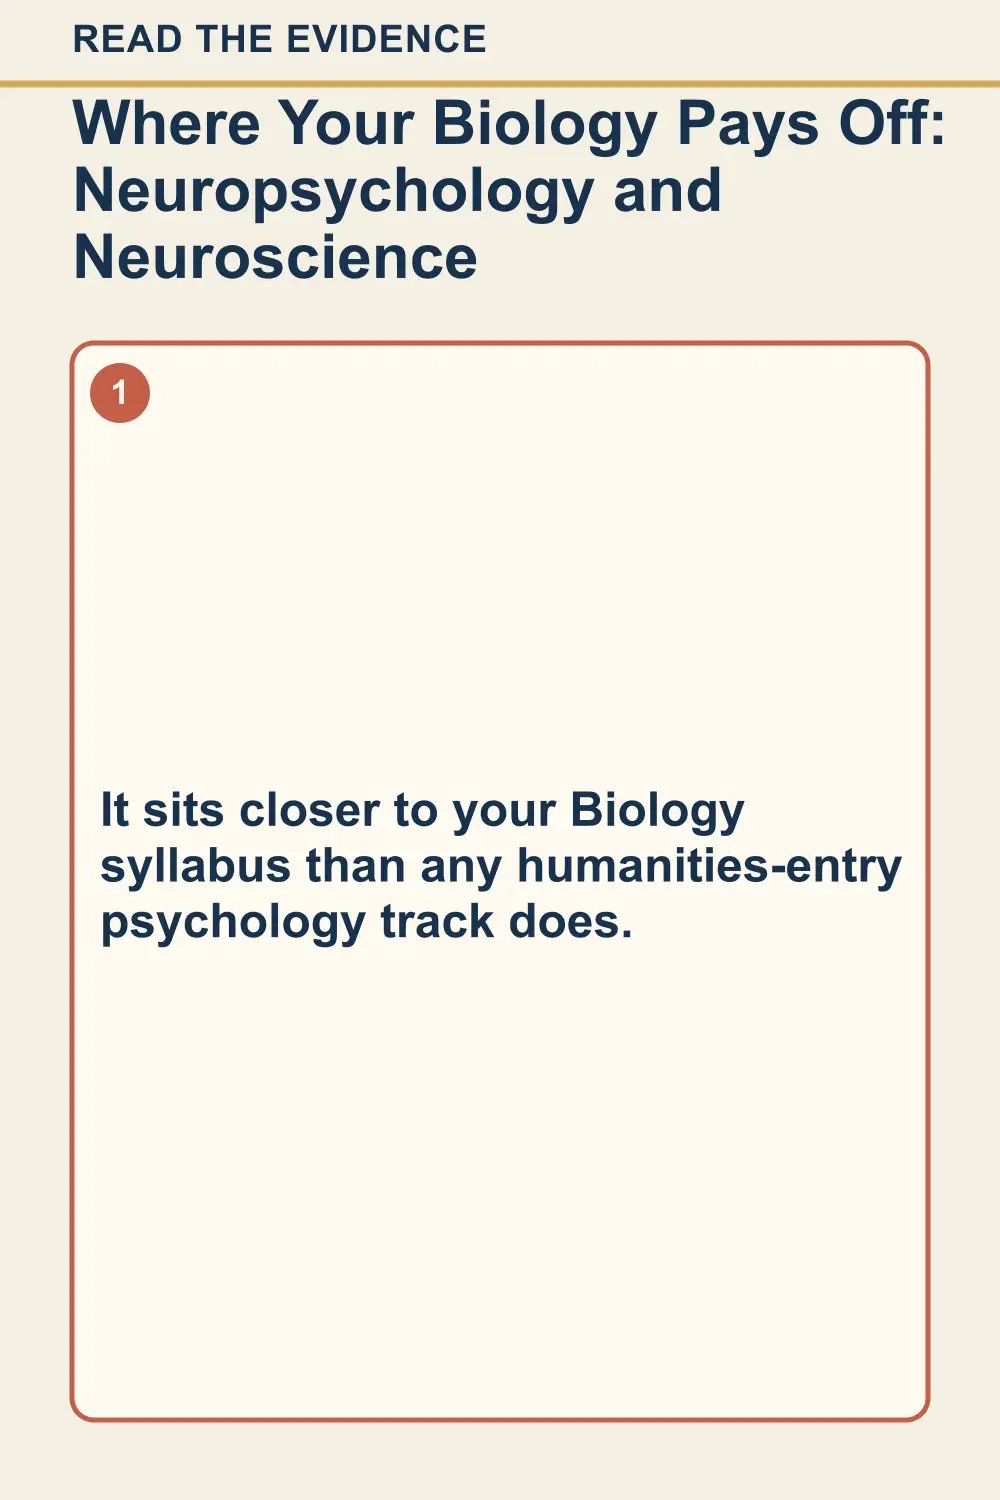 READ THE EVIDENCE
Where Your Biology Pays Off:
Neuropsychology and
Neuroscience
1
It sits closer to your Biology
syllabus than any humanities-entry
psychology track does.